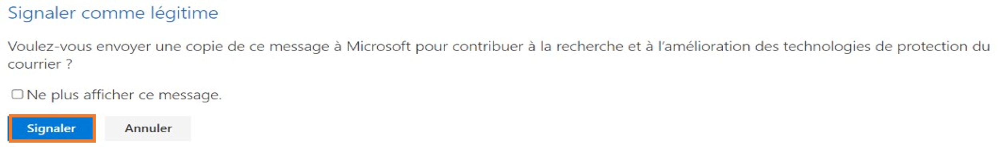 Signaler comme légitime
Voulez-vous envoyer une copie de ce message à Microsoft pour contribuer à la recherche et à l'amélioration des technologies de protection du
courrier ?
Ne plus afficher ce message.
Signaler Annuler